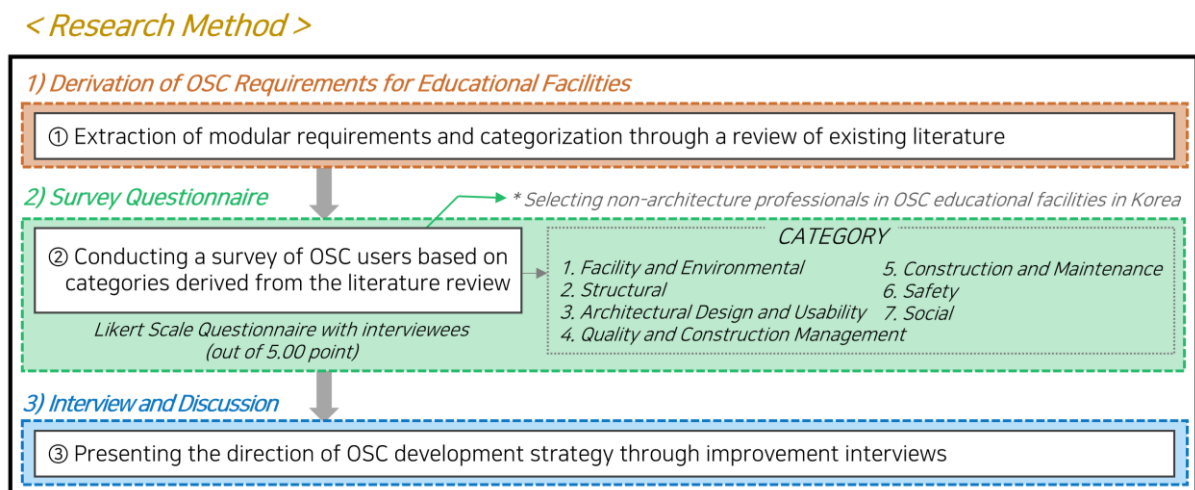 < Research Method >
1) Derivation of OSC Requirements for Educational Facilities
① Extraction of modular requirements and categorization through a review of existing literature
2) Survey Questionnaire
* Selecting non-architecture professionals in OSC educational facilities in Korea
② Conducting a survey of OSC users based on
categories derived from the literature review
Likert Scale Questionnaire with interviewees
(out of 5.00 point)
CATEGORY
1. Facility and Environmental
2. Structural
3. Architectural Design and Usability
4. Quality and Construction Management
5. Construction and Maintenance
6. Safety
7. Social
3) Interview and Discussion
③ Presenting the direction of OSC development strategy through improvement interviews